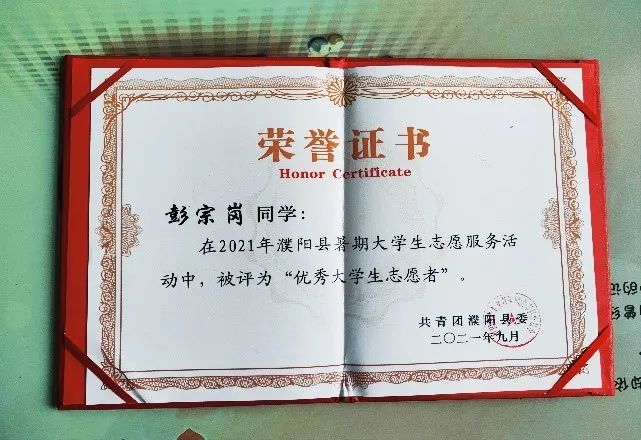 荣誉证书
Honor Certificate
彭宗岗 同学：
在2021年濮阳县暑期大学生志愿服务活
动中，被评为“优秀大学生志愿者”。
共青团濮阳县委
二〇二一年九月